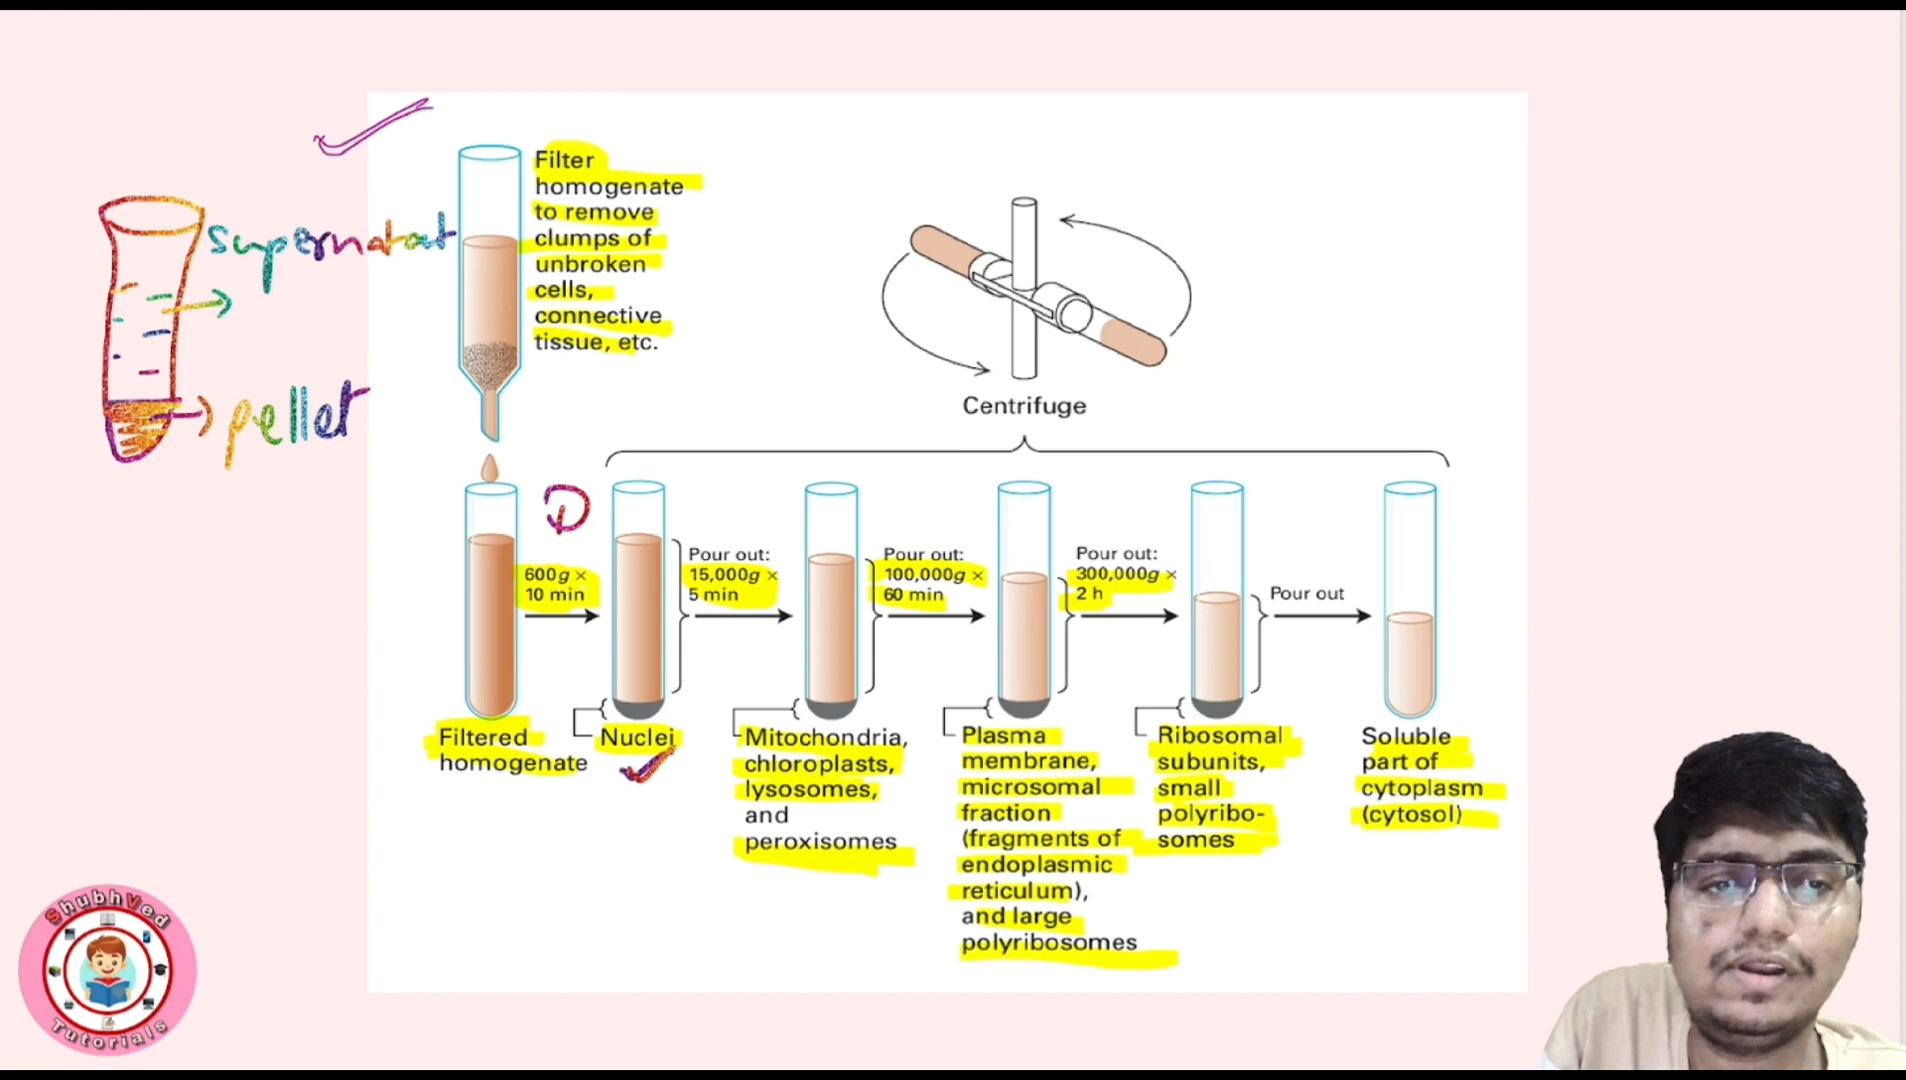 Filter
homogenate
to remove
clumps of
unbroken
cells,
connective
tissue, etc.
supernatant
pellet
Centrifuge
D
600g ×
10 min
Pour out:
15,000g ×
5 min
Pour out:
100,000g ×
60 min
Pour out:
300,000g ×
2 h
Pour out
Filtered
homogenate
Nuclei
Mitochondria,
chloroplasts,
lysosomes,
and
peroxisomes
Plasma
membrane,
microsomal
fraction
(fragments of
endoplasmic
reticulum),
and large
polyribosomes
Ribosomal
subunits,
small
polyribo-
somes
Soluble
part of
cytoplasm
(cytosol)
ShubhVed
Tutorials